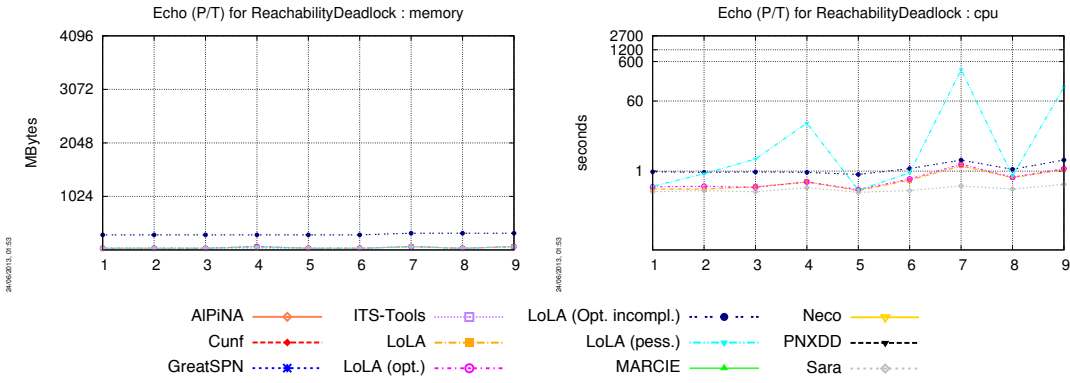 Echo (P/T) for ReachabilityDeadlock : memory
4096
3072
2048
1024
MBytes
1 2 3 4 5 6 7 8 9
24/06/2013, 01:53
Echo (P/T) for ReachabilityDeadlock : cpu
2700
1200
600
60
1
seconds
1 2 3 4 5 6 7 8 9
24/06/2013, 01:53
AlPiNA ITS-Tools LoLA (Opt. incompl.) Neco
Cunf LoLA LoLA (pess.) PNXDD
GreatSPN LoLA (opt.) MARCIE Sara